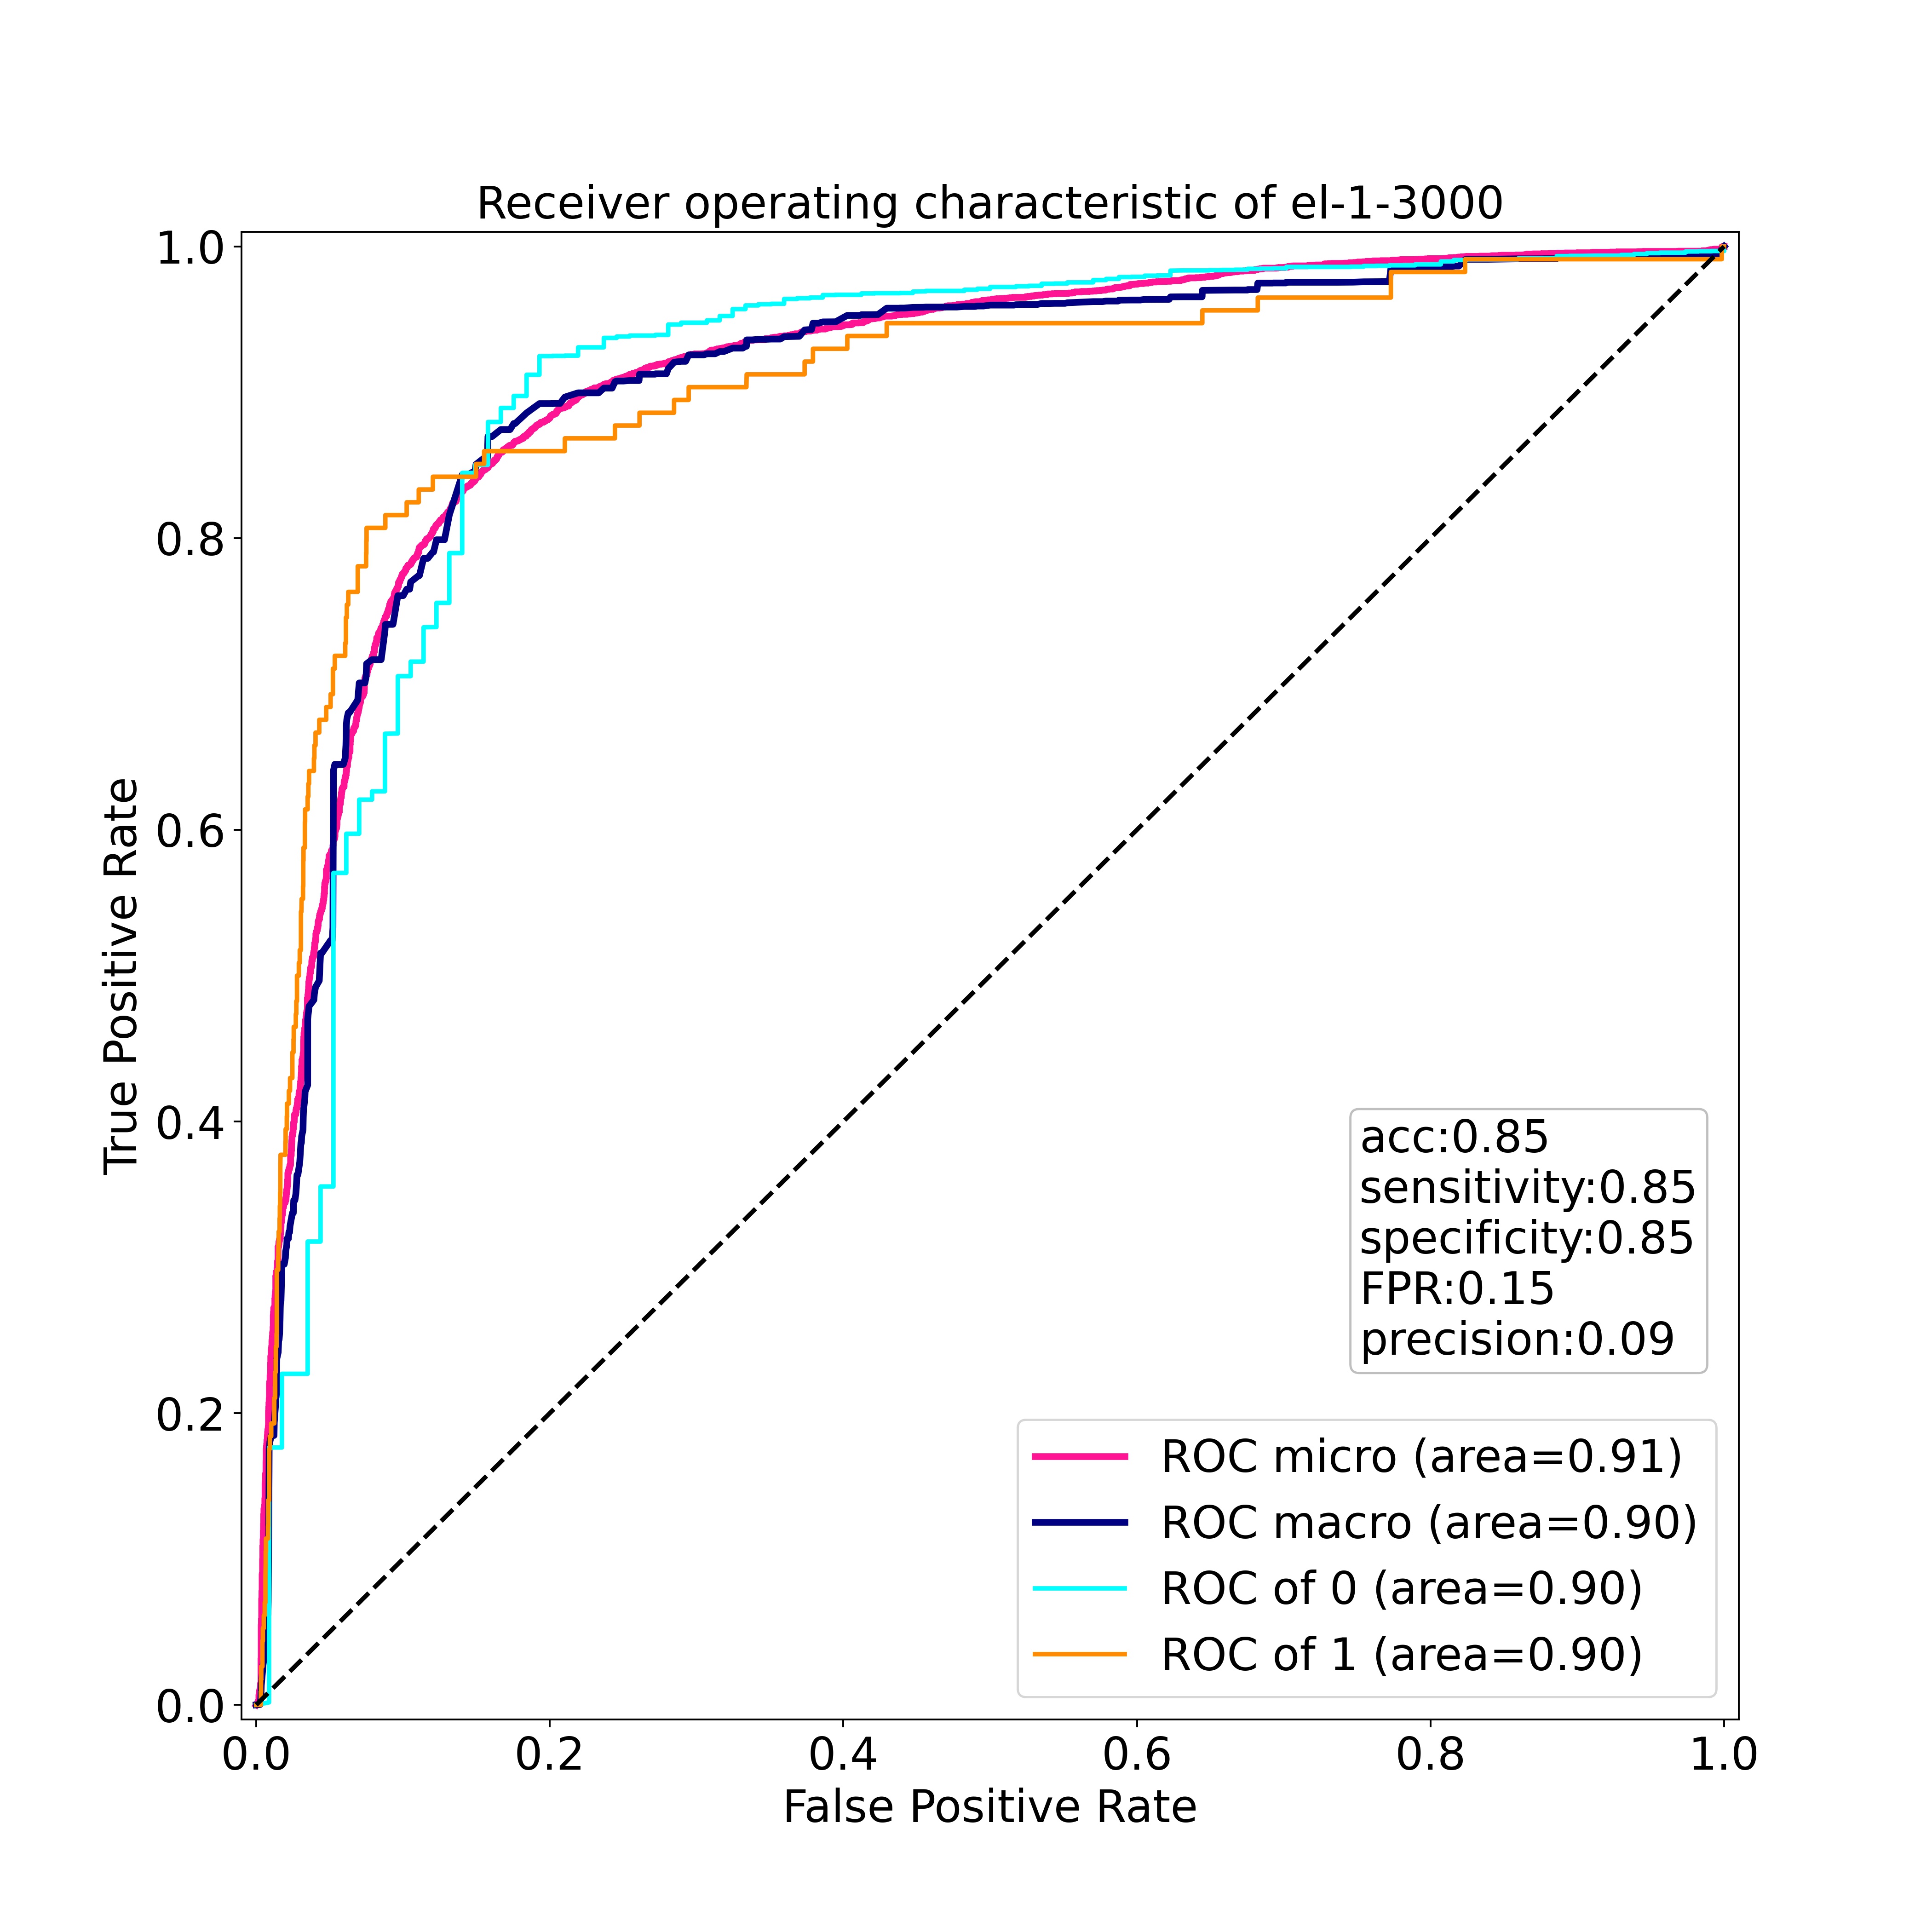 Receiver operating characteristic of el-1-3000
1.0
0.8
0.6
0.4
0.2
0.0
True Positive Rate
acc:0.85
sensitivity:0.85
specificity:0.85
FPR:0.15
precision:0.09
ROC micro (area=0.91)
ROC macro (area=0.90)
ROC of 0 (area=0.90)
ROC of 1 (area=0.90)
0.0 0.2 0.4 0.6 0.8 1.0
False Positive Rate